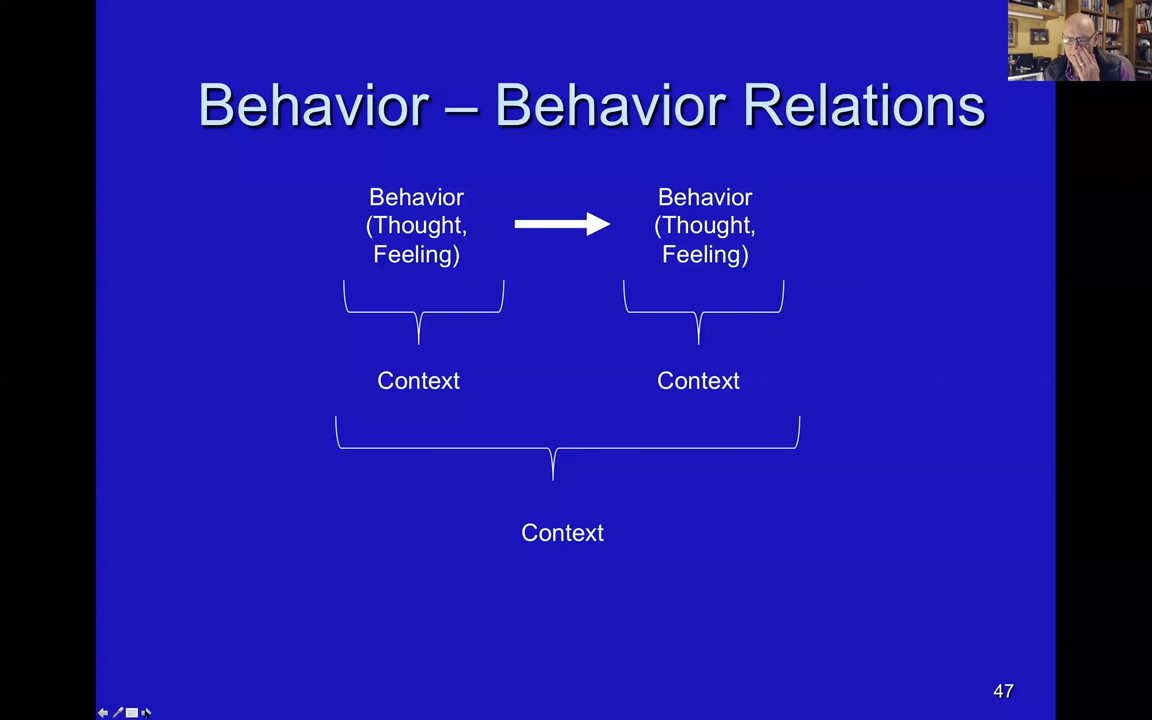 Behavior – Behavior Relations
Behavior
(Thought,
Feeling)
Behavior
(Thought,
Feeling)
Context
Context
Context
47